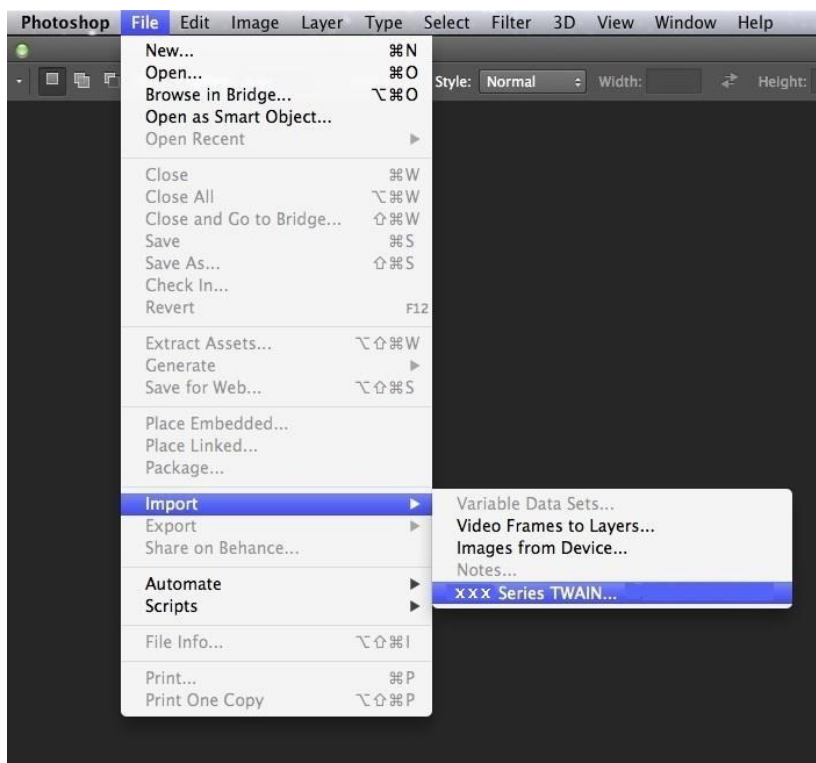 Photoshop File Edit Image Layer Type Select Filter 3D View Window Help
Style: Normal Width: Height:
New... ⌘N
Open... ⌘O
Browse in Bridge... ⌥⌘O
Open as Smart Object...
Open Recent
Close ⌘W
Close All ⌥⌘W
Close and Go to Bridge... ⇧⌘W
Save ⌘S
Save As... ⇧⌘S
Check In...
Revert F12
Extract Assets... ⌥⇧⌘W
Generate
Save for Web... ⌥⇧⌘S
Place Embedded...
Place Linked...
Package...
Import
Export
Share on Behance...
Automate
Scripts
File Info... ⌥⇧⌘I
Print... ⌘P
Print One Copy ⌥⇧⌘P
Variable Data Sets...
Video Frames to Layers...
Images from Device...
Notes...
xxx Series TWAIN...